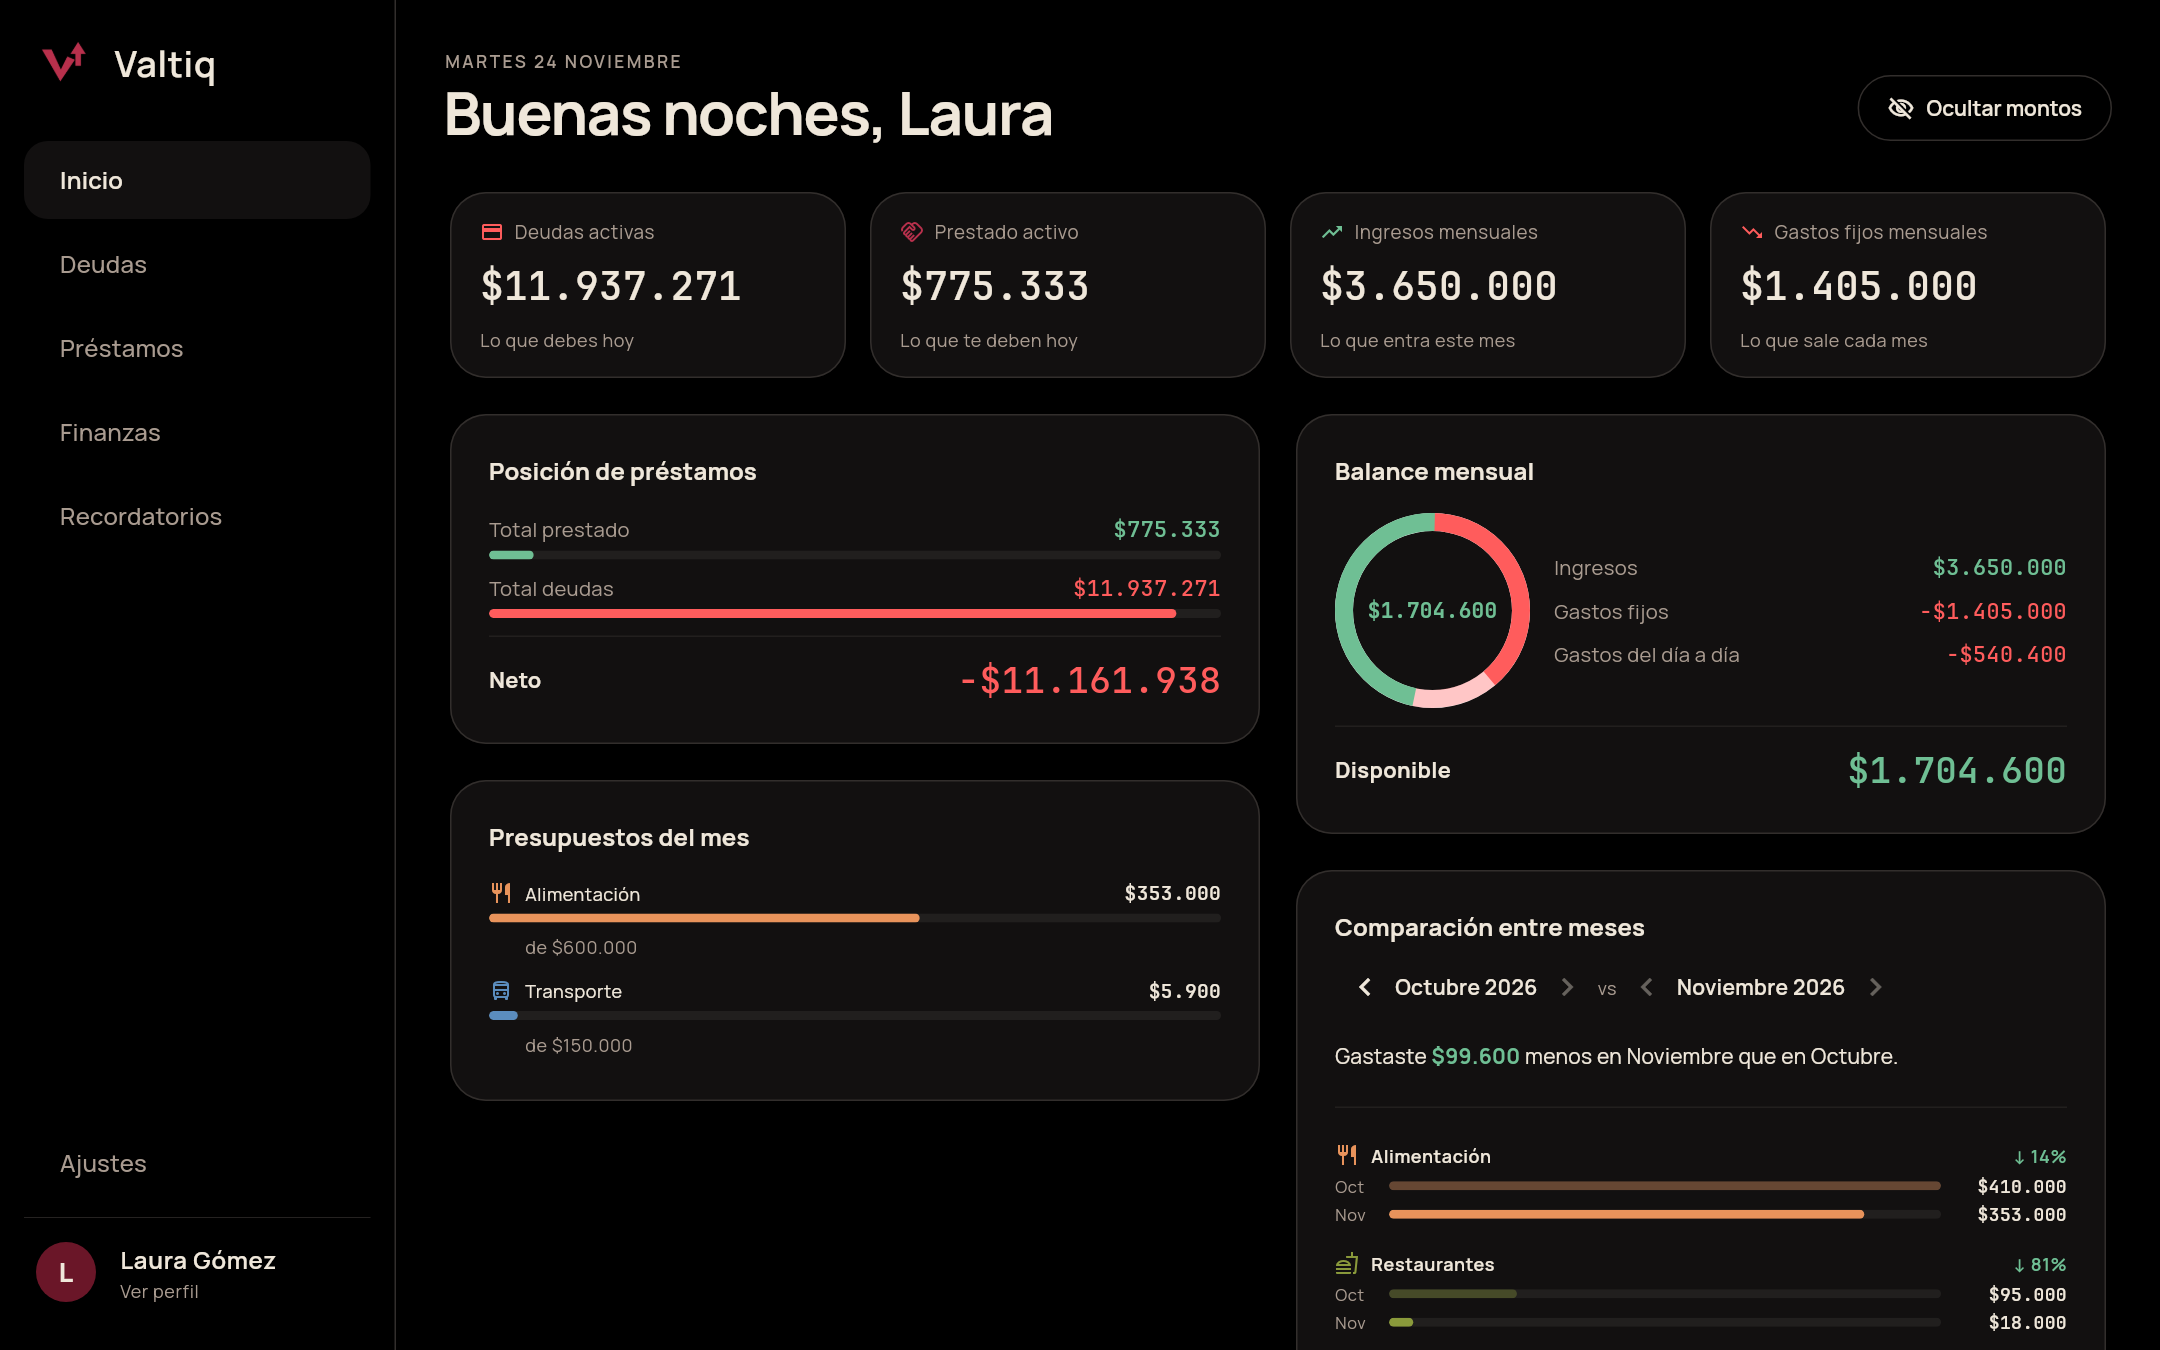 Valtiq
Inicio
Deudas
Préstamos
Finanzas
Recordatorios
Ajustes
L
Laura Gómez
Ver perfil
MARTES 24 NOVIEMBRE
Buenas noches, Laura
Ocultar montos
Deudas activas
$11.937.271
Lo que debes hoy
Prestado activo
$775.333
Lo que te deben hoy
Ingresos mensuales
$3.650.000
Lo que entra este mes
Gastos fijos mensuales
$1.405.000
Lo que sale cada mes
Posición de préstamos
Total prestado $775.333
Total deudas $11.937.271
Neto -$11.161.938
Presupuestos del mes
Alimentación $353.000
de $600.000
Transporte $5.900
de $150.000
Balance mensual
$1.704.600
Ingresos $3.650.000
Gastos fijos -$1.405.000
Gastos del día a día -$540.400
Disponible $1.704.600
Comparación entre meses
Octubre 2026 vs Noviembre 2026
Gastaste $99.600 menos en Noviembre que en Octubre.
Alimentación ↓ 14%
Oct $410.000
Nov $353.000
Restaurantes ↓ 81%
Oct $95.000
Nov $18.000